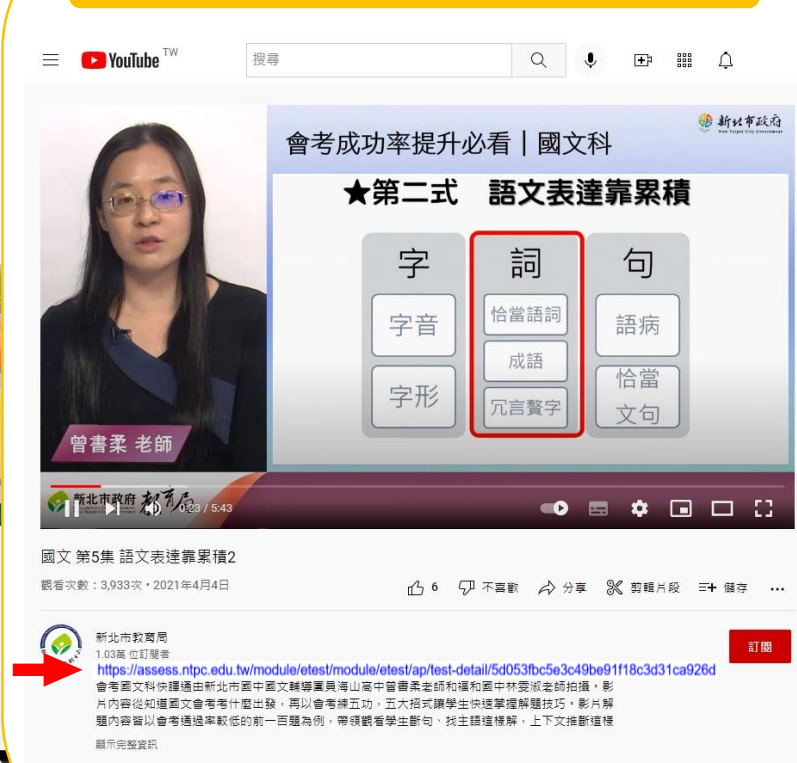 YouTube TW
搜尋
新北市政府
New Taipei City Government
會考成功率提升必看｜國文科
★第二式 語文表達靠累積
字 詞 句
字音 恰當語詞 語病
成語
字形 冗言贅字 恰當文句
曾書柔 老師
新北市政府 教育局
0:23 / 5:43
國文 第5集 語文表達靠累積2
觀看次數：3,933次•2021年4月4日
6 不喜歡 分享 剪輯片段 儲存
新北市教育局
1.03萬 位訂閱者
訂閱
https://assess.ntpc.edu.tw/module/etest/module/etest/ap/test-detail/5d053fbc5e3c49be91f18c3d31ca926d
會考國文科快譯通由新北市國中國文輔導團員海山高中曾書柔老師和福和國中林雯淑老師拍攝，影
片內容從知道國文會考考什麼出發，再以會考練五功，五大招式讓學生快速掌握解題技巧。影片解
題內容皆以會考通過率較低的前一百題為例，帶領觀看學生斷句、找主語這樣解，上下文推斷這樣
顯示完整資訊